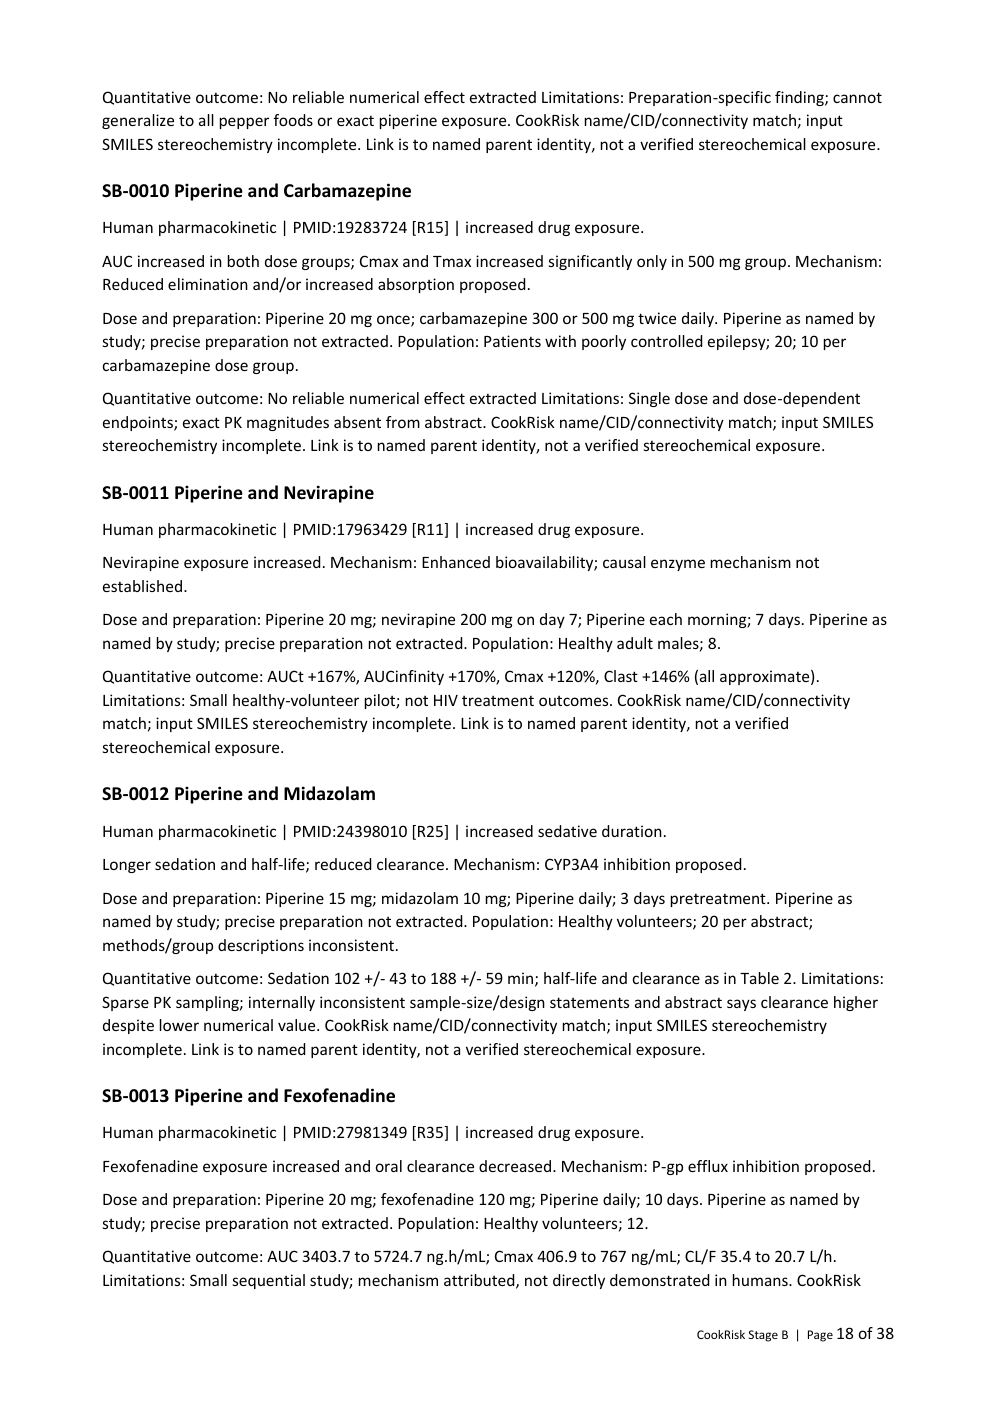 Quantitative outcome: No reliable numerical effect extracted Limitations: Preparation-specific finding; cannot
generalize to all pepper foods or exact piperine exposure. CookRisk name/CID/connectivity match; input
SMILES stereochemistry incomplete. Link is to named parent identity, not a verified stereochemical exposure.
SB-0010 Piperine and Carbamazepine
Human pharmacokinetic | PMID:19283724 [R15] | increased drug exposure.
AUC increased in both dose groups; Cmax and Tmax increased significantly only in 500 mg group. Mechanism:
Reduced elimination and/or increased absorption proposed.
Dose and preparation: Piperine 20 mg once; carbamazepine 300 or 500 mg twice daily. Piperine as named by
study; precise preparation not extracted. Population: Patients with poorly controlled epilepsy; 20; 10 per
carbamazepine dose group.
Quantitative outcome: No reliable numerical effect extracted Limitations: Single dose and dose-dependent
endpoints; exact PK magnitudes absent from abstract. CookRisk name/CID/connectivity match; input SMILES
stereochemistry incomplete. Link is to named parent identity, not a verified stereochemical exposure.
SB-0011 Piperine and Nevirapine
Human pharmacokinetic | PMID:17963429 [R11] | increased drug exposure.
Nevirapine exposure increased. Mechanism: Enhanced bioavailability; causal enzyme mechanism not
established.
Dose and preparation: Piperine 20 mg; nevirapine 200 mg on day 7; Piperine each morning; 7 days. Piperine as
named by study; precise preparation not extracted. Population: Healthy adult males; 8.
Quantitative outcome: AUCt +167%, AUCinfinity +170%, Cmax +120%, Clast +146% (all approximate).
Limitations: Small healthy-volunteer pilot; not HIV treatment outcomes. CookRisk name/CID/connectivity
match; input SMILES stereochemistry incomplete. Link is to named parent identity, not a verified
stereochemical exposure.
SB-0012 Piperine and Midazolam
Human pharmacokinetic | PMID:24398010 [R25] | increased sedative duration.
Longer sedation and half-life; reduced clearance. Mechanism: CYP3A4 inhibition proposed.
Dose and preparation: Piperine 15 mg; midazolam 10 mg; Piperine daily; 3 days pretreatment. Piperine as
named by study; precise preparation not extracted. Population: Healthy volunteers; 20 per abstract;
methods/group descriptions inconsistent.
Quantitative outcome: Sedation 102 +/- 43 to 188 +/- 59 min; half-life and clearance as in Table 2. Limitations:
Sparse PK sampling; internally inconsistent sample-size/design statements and abstract says clearance higher
despite lower numerical value. CookRisk name/CID/connectivity match; input SMILES stereochemistry
incomplete. Link is to named parent identity, not a verified stereochemical exposure.
SB-0013 Piperine and Fexofenadine
Human pharmacokinetic | PMID:27981349 [R35] | increased drug exposure.
Fexofenadine exposure increased and oral clearance decreased. Mechanism: P-gp efflux inhibition proposed.
Dose and preparation: Piperine 20 mg; fexofenadine 120 mg; Piperine daily; 10 days. Piperine as named by
study; precise preparation not extracted. Population: Healthy volunteers; 12.
Quantitative outcome: AUC 3403.7 to 5724.7 ng.h/mL; Cmax 406.9 to 767 ng/mL; CL/F 35.4 to 20.7 L/h.
Limitations: Small sequential study; mechanism attributed, not directly demonstrated in humans. CookRisk
CookRisk Stage B | Page 18 of 38